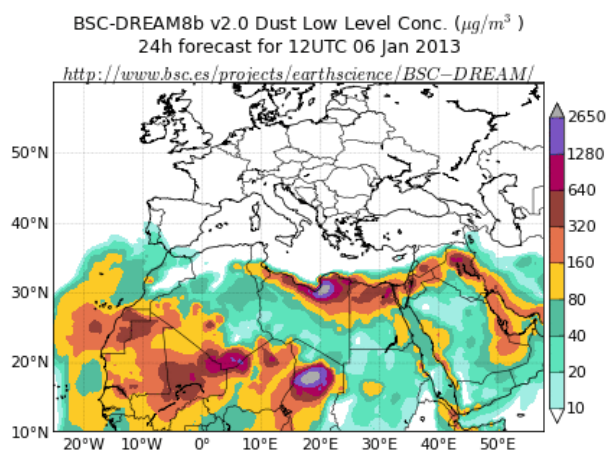 BSC-DREAM8b v2.0 Dust Low Level Conc. (μg/m³ )
24h forecast for 12UTC 06 Jan 2013
http://www.bsc.es/projects/earthscience/BSC−DREAM/
2650
50°N
1280
640
40°N
320
160
30°N
80
40
20°N
20
10
10°N
20°W 10°W 0° 10°E 20°E 30°E 40°E 50°E